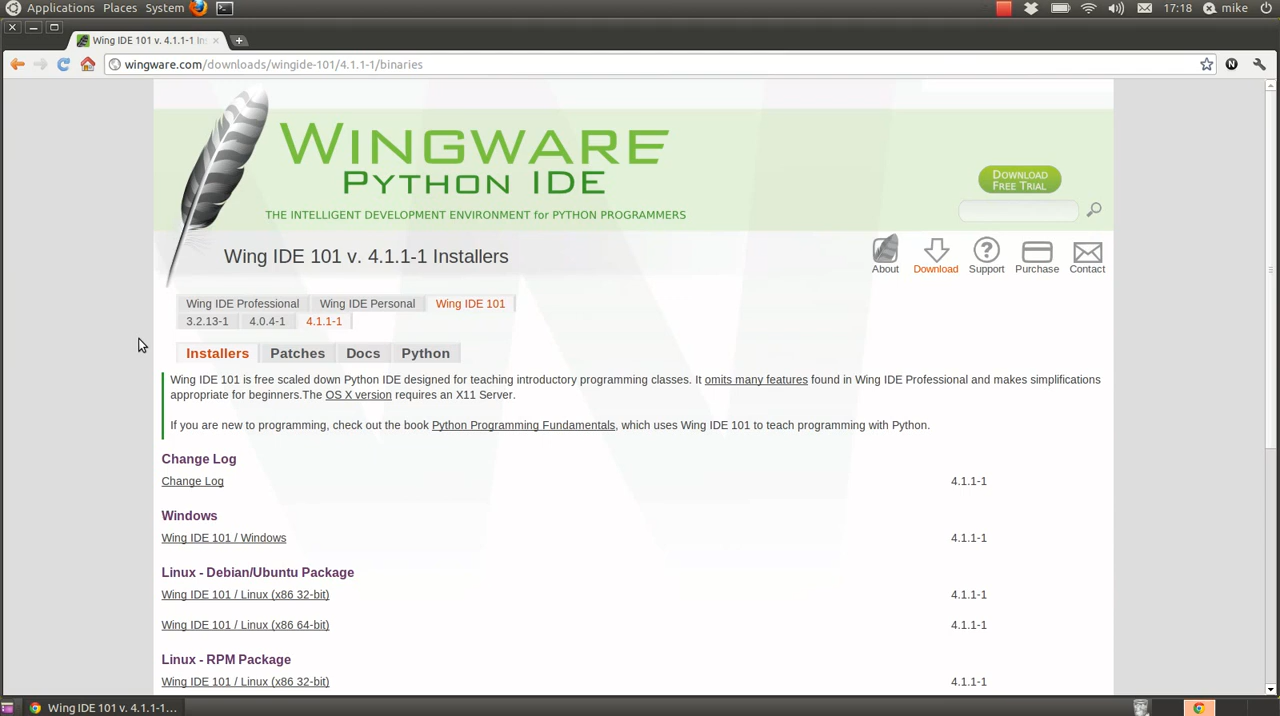 Applications Places System 17:18 mike
Wing IDE 101 v. 4.1.1-1 Ins
wingware.com/downloads/wingide-101/4.1.1-1/binaries N
WINGWARE
PYTHON IDE
THE INTELLIGENT DEVELOPMENT ENVIRONMENT for PYTHON PROGRAMMERS
DOWNLOAD
FREE TRIAL
Wing IDE 101 v. 4.1.1-1 Installers
About Download Support Purchase Contact
Wing IDE Professional Wing IDE Personal Wing IDE 101
3.2.13-1 4.0.4-1 4.1.1-1
Installers Patches Docs Python
Wing IDE 101 is free scaled down Python IDE designed for teaching introductory programming classes. It omits many features found in Wing IDE Professional and makes simplifications
appropriate for beginners.The OS X version requires an X11 Server.
If you are new to programming, check out the book Python Programming Fundamentals, which uses Wing IDE 101 to teach programming with Python.
Change Log
Change Log 4.1.1-1
Windows
Wing IDE 101 / Windows 4.1.1-1
Linux - Debian/Ubuntu Package
Wing IDE 101 / Linux (x86 32-bit) 4.1.1-1
Wing IDE 101 / Linux (x86 64-bit) 4.1.1-1
Linux - RPM Package
Wing IDE 101 / Linux (x86 32-bit) 4.1.1-1
Wing IDE 101 v. 4.1.1-1...